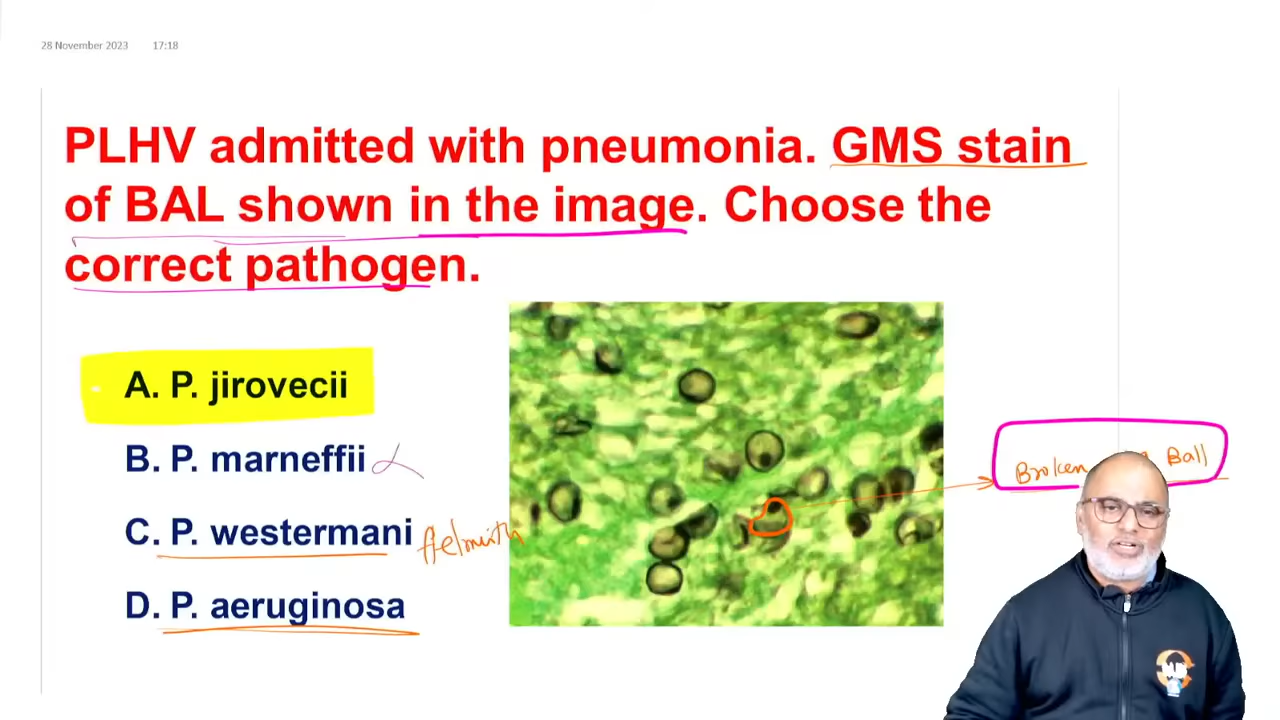 28 November 2023 17:18
PLHV admitted with pneumonia. GMS stain
of BAL shown in the image. Choose the
correct pathogen.
A. P. jirovecii
B. P. marneffii
C. P. westermani
D. P. aeruginosa
Broken Ball